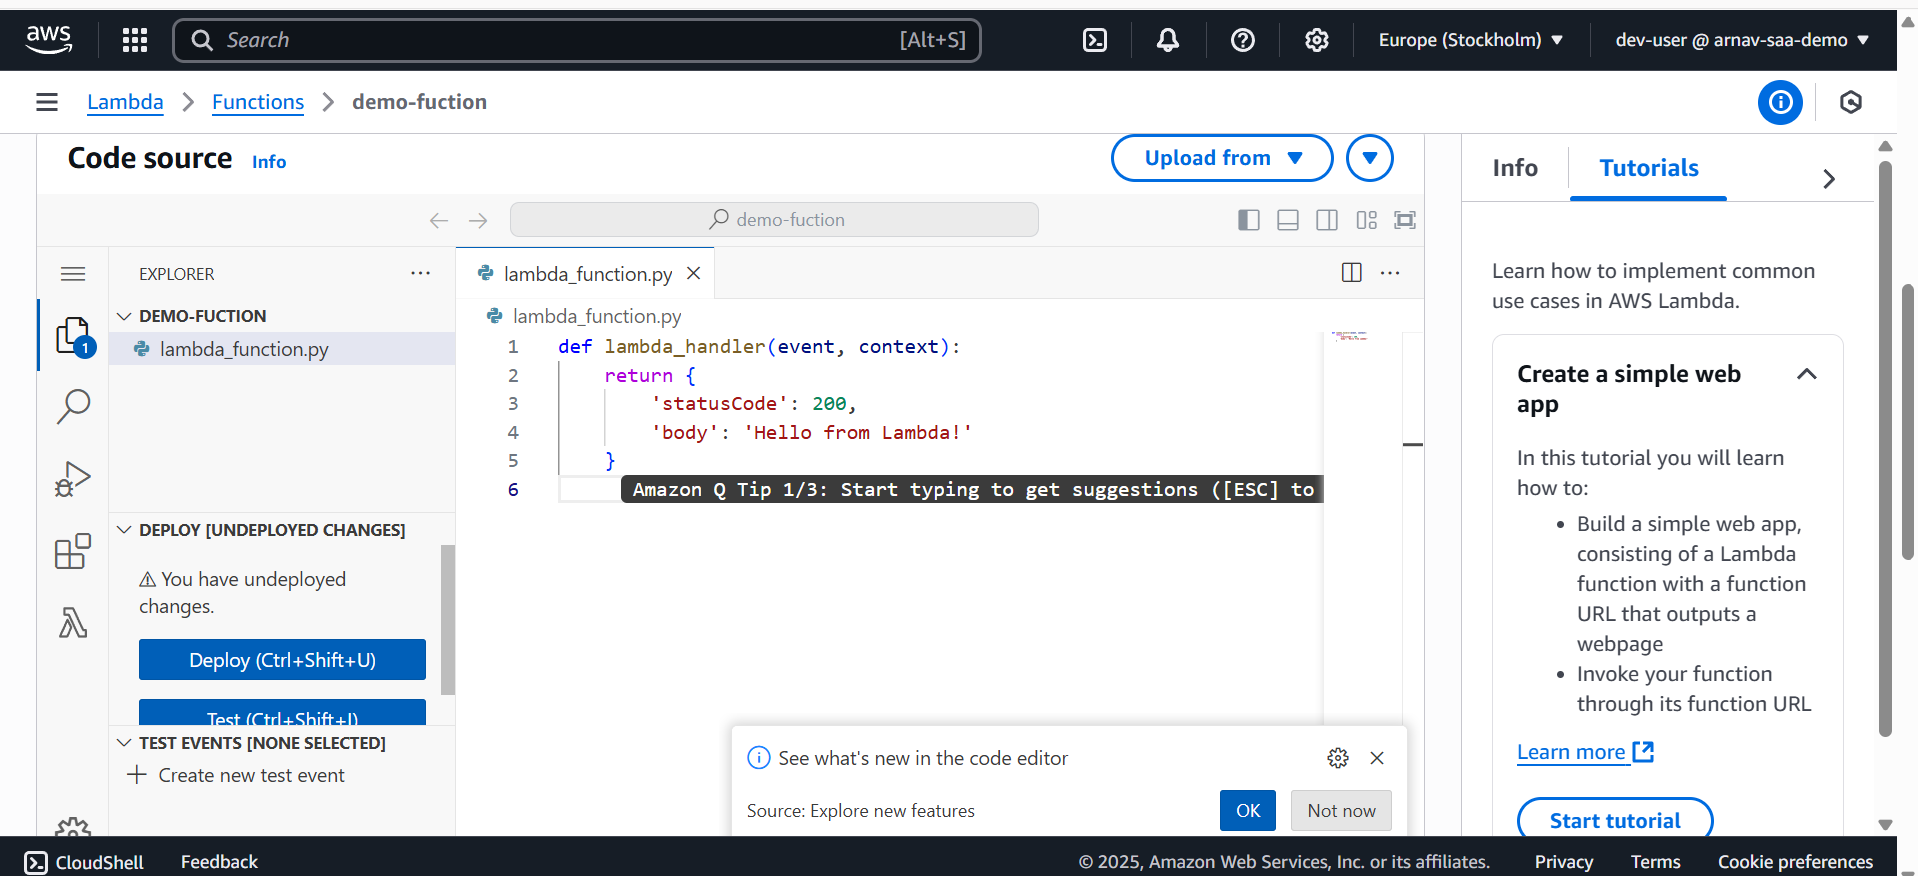 aws
Search
[Alt+S]
Europe (Stockholm)
dev-user @ arnav-saa-demo
Lambda
Functions
demo-fuction
Code source Info
Upload from
Info
Tutorials
demo-fuction
EXPLORER
DEMO-FUCTION
lambda_function.py
1
lambda_function.py
lambda_function.py
1 def lambda_handler(event, context):
2 return {
3 'statusCode': 200,
4 'body': 'Hello from Lambda!'
5 }
6 Amazon Q Tip 1/3: Start typing to get suggestions ([ESC] to
DEPLOY [UNDEPLOYED CHANGES]
You have undeployed
changes.
Deploy (Ctrl+Shift+U)
Test (Ctrl+Shift+I)
TEST EVENTS [NONE SELECTED]
Create new test event
See what's new in the code editor
Source: Explore new features
OK
Not now
Learn how to implement common
use cases in AWS Lambda.
Create a simple web
app
In this tutorial you will learn
how to:
• Build a simple web app,
consisting of a Lambda
function with a function
URL that outputs a
webpage
• Invoke your function
through its function URL
Learn more
Start tutorial
CloudShell
Feedback
© 2025, Amazon Web Services, Inc. or its affiliates.
Privacy
Terms
Cookie preferences